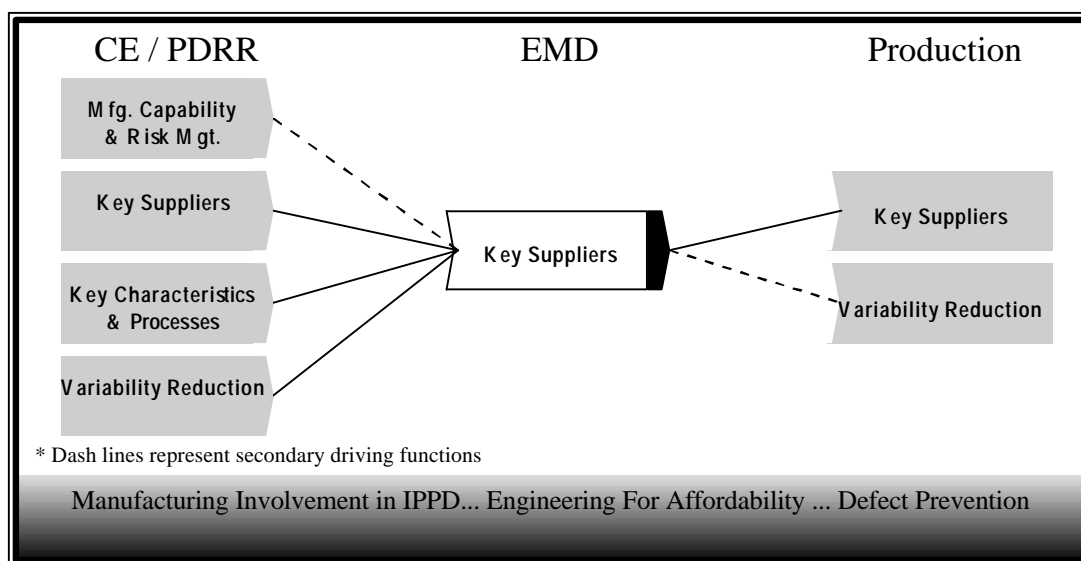 CE / PDRR
EMD
Production
Mfg. Capability
& Risk Mgt.
Key Suppliers
Key Characteristics
& Processes
Variability Reduction
Key Suppliers
Key Suppliers
Variability Reduction
* Dash lines represent secondary driving functions
Manufacturing Involvement in IPPD... Engineering For Affordability ... Defect Prevention